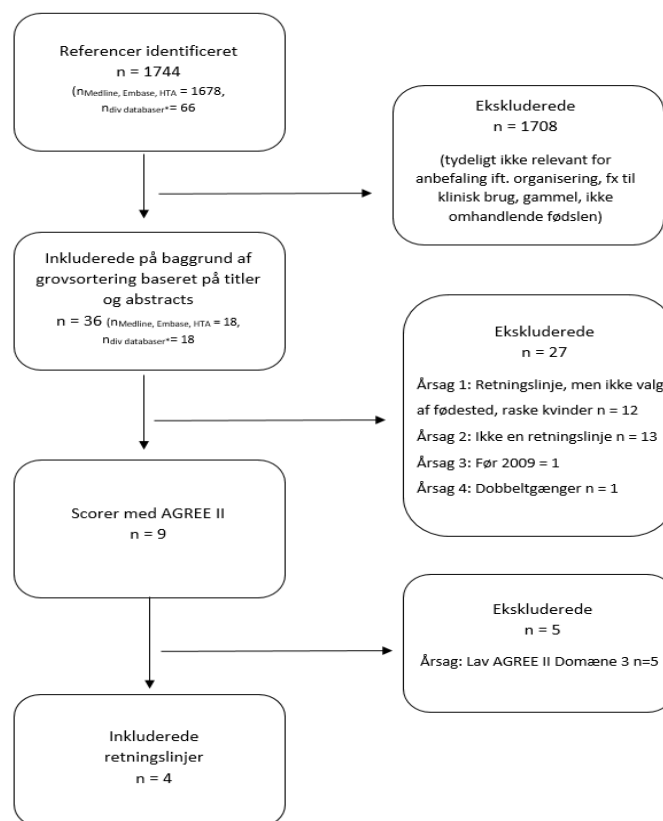 Referencer identificeret
n = 1744
(nMedline, Embase, HTA = 1678,
ndiv databaser*= 66
Ekskluderede
n = 1708
(tydeligt ikke relevant for
anbefaling ift. organisering, fx til
klinisk brug, gammel, ikke
omhandlende fødslen)
Inkluderede på baggrund af
grovsortering baseret på titler
og abstracts
n = 36 (nMedline, Embase, HTA = 18,
ndiv databaser*= 18
Ekskluderede
n = 27
Årsag 1: Retningslinje, men ikke valg
af fødested, raske kvinder n = 12
Årsag 2: Ikke en retningslinje n = 13
Årsag 3: Før 2009 = 1
Årsag 4: Dobbeltgænger n = 1
Scorer med AGREE II
n = 9
Ekskluderede
n = 5
Årsag: Lav AGREE II Domæne 3 n=5
Inkluderede
retningslinjer
n = 4